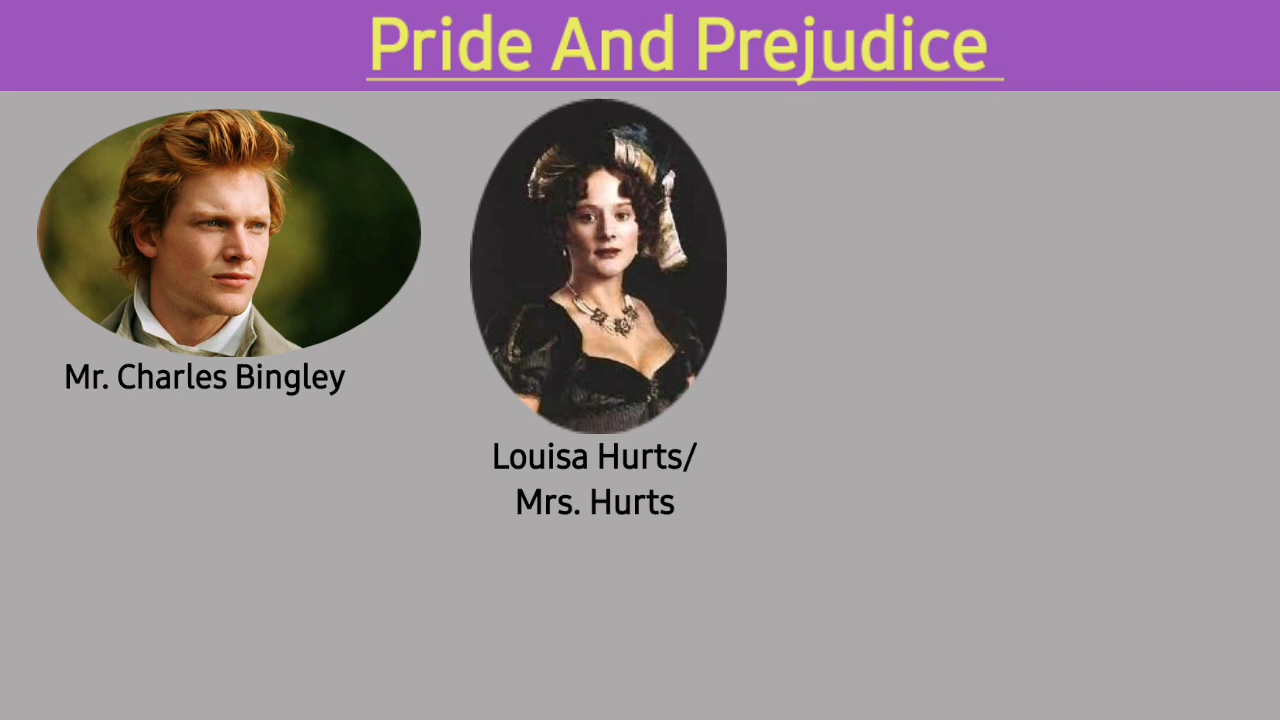 Pride And Prejudice
Mr. Charles Bingley
Louisa Hurts/
Mrs. Hurts